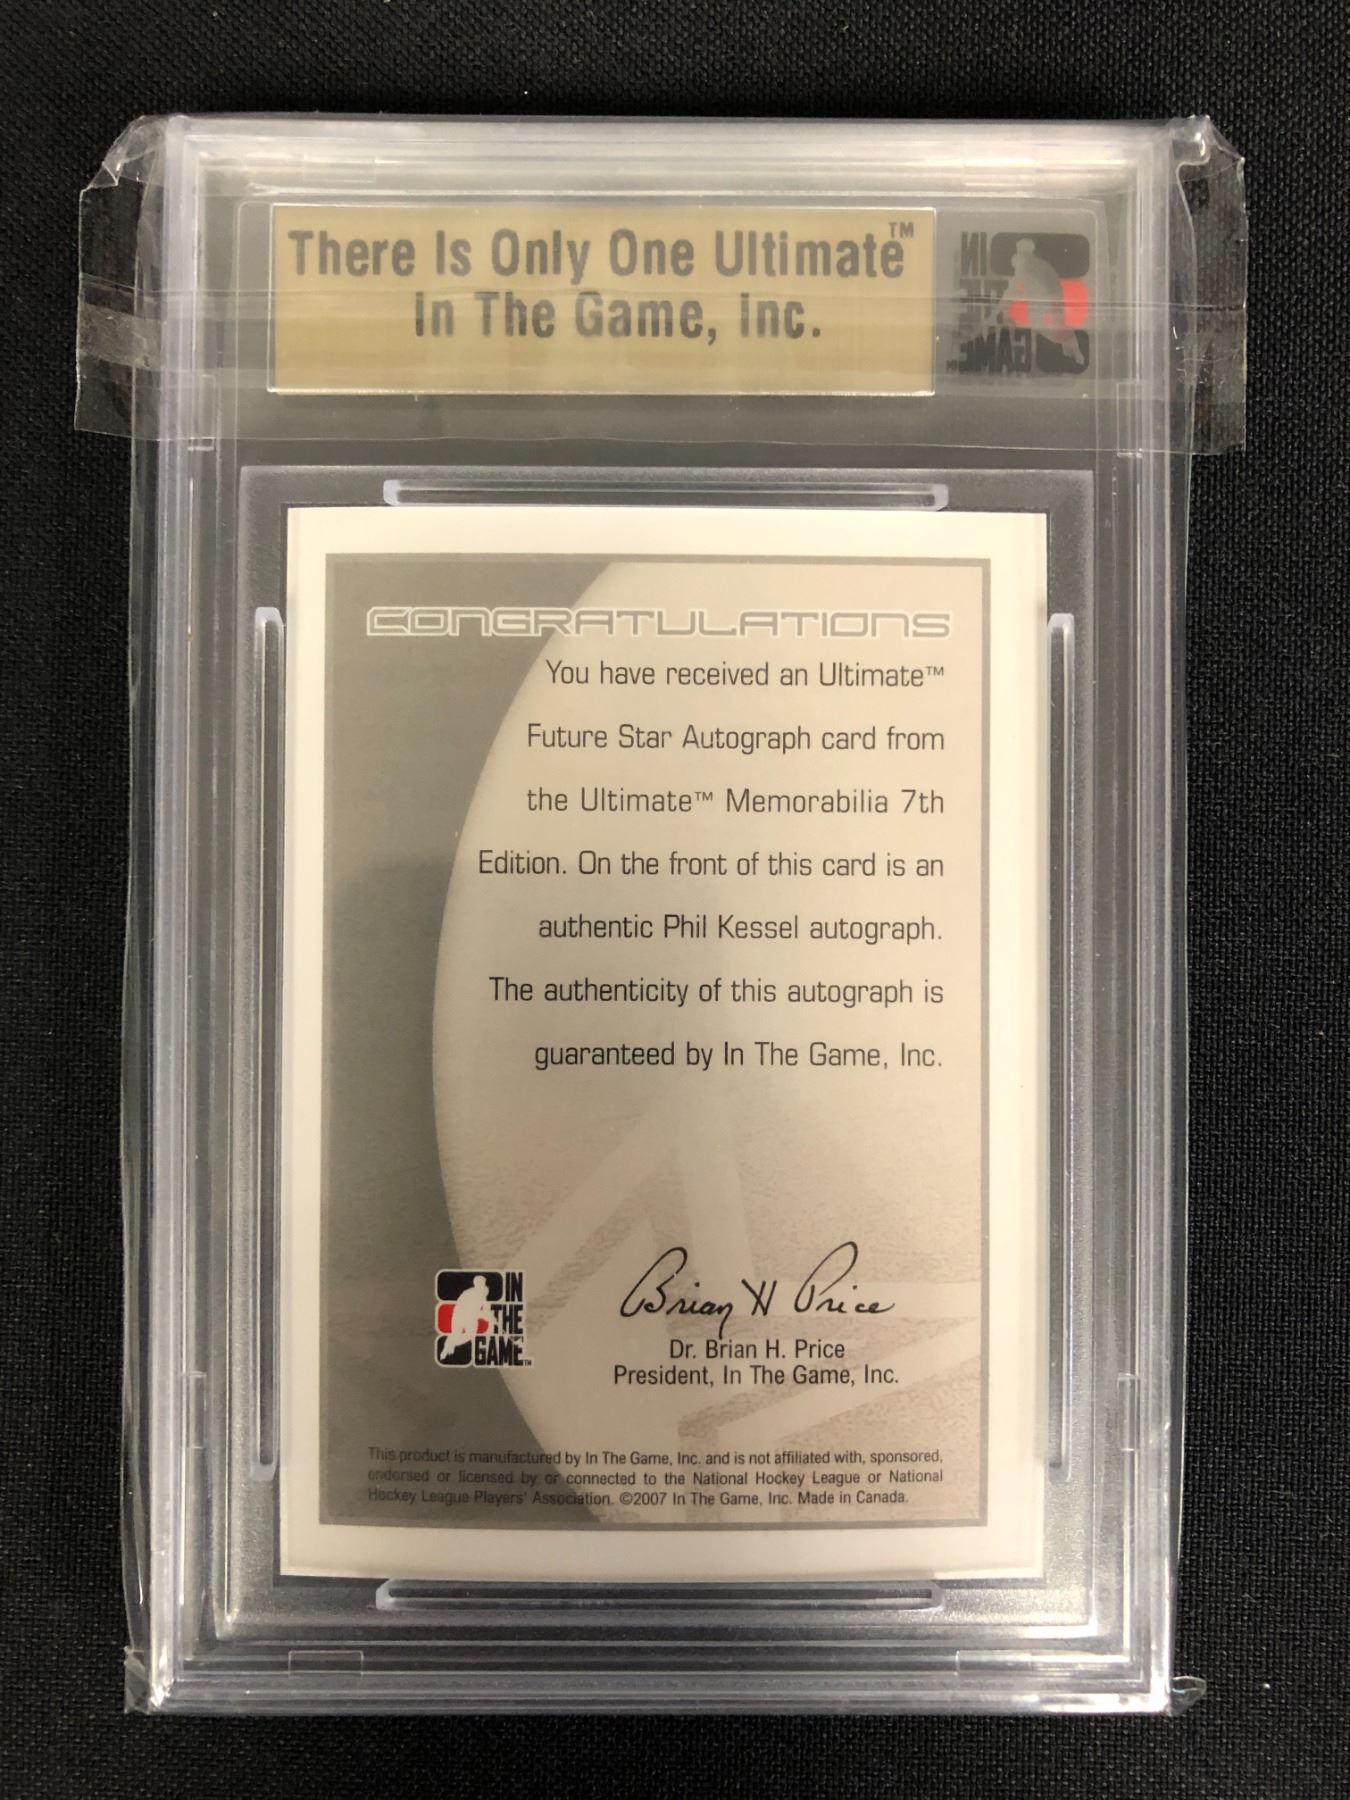 There Is Only One Ultimate™
In The Game, Inc.
IN
THE
GAME™
CONGRATULATIONS
You have received an Ultimate™
Future Star Autograph card from
the Ultimate™ Memorabilia 7th
Edition. On the front of this card is an
authentic Phil Kessel autograph.
The authenticity of this autograph is
guaranteed by In The Game, Inc.
Brian H Price
IN
THE
GAME™
Dr. Brian H. Price
President, In The Game, Inc.
This product is manufactured by In The Game, Inc. and is not affiliated with, sponsored,
endorsed or licensed by or connected to the National Hockey League or National
Hockey League Players' Association. ©2007 In The Game, Inc. Made in Canada.